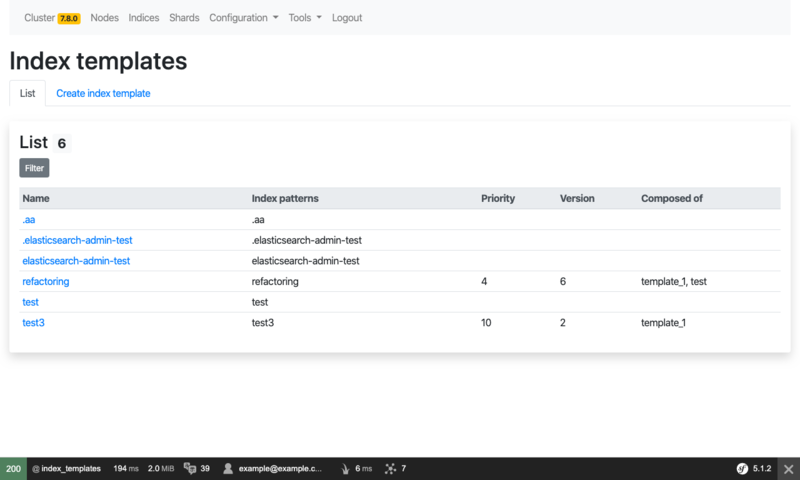 Cluster 7.8.0 Nodes Indices Shards Configuration Tools Logout
Index templates
List Create index template
List 6
Filter
Name Index patterns Priority Version Composed of
.aa .aa
.elasticsearch-admin-test .elasticsearch-admin-test
elasticsearch-admin-test elasticsearch-admin-test
refactoring refactoring 4 6 template_1, test
test test
test3 test3 10 2 template_1
200 @ index_templates 194 ms 2.0 MiB 39 example@example.c... 6 ms 7 sf 5.1.2